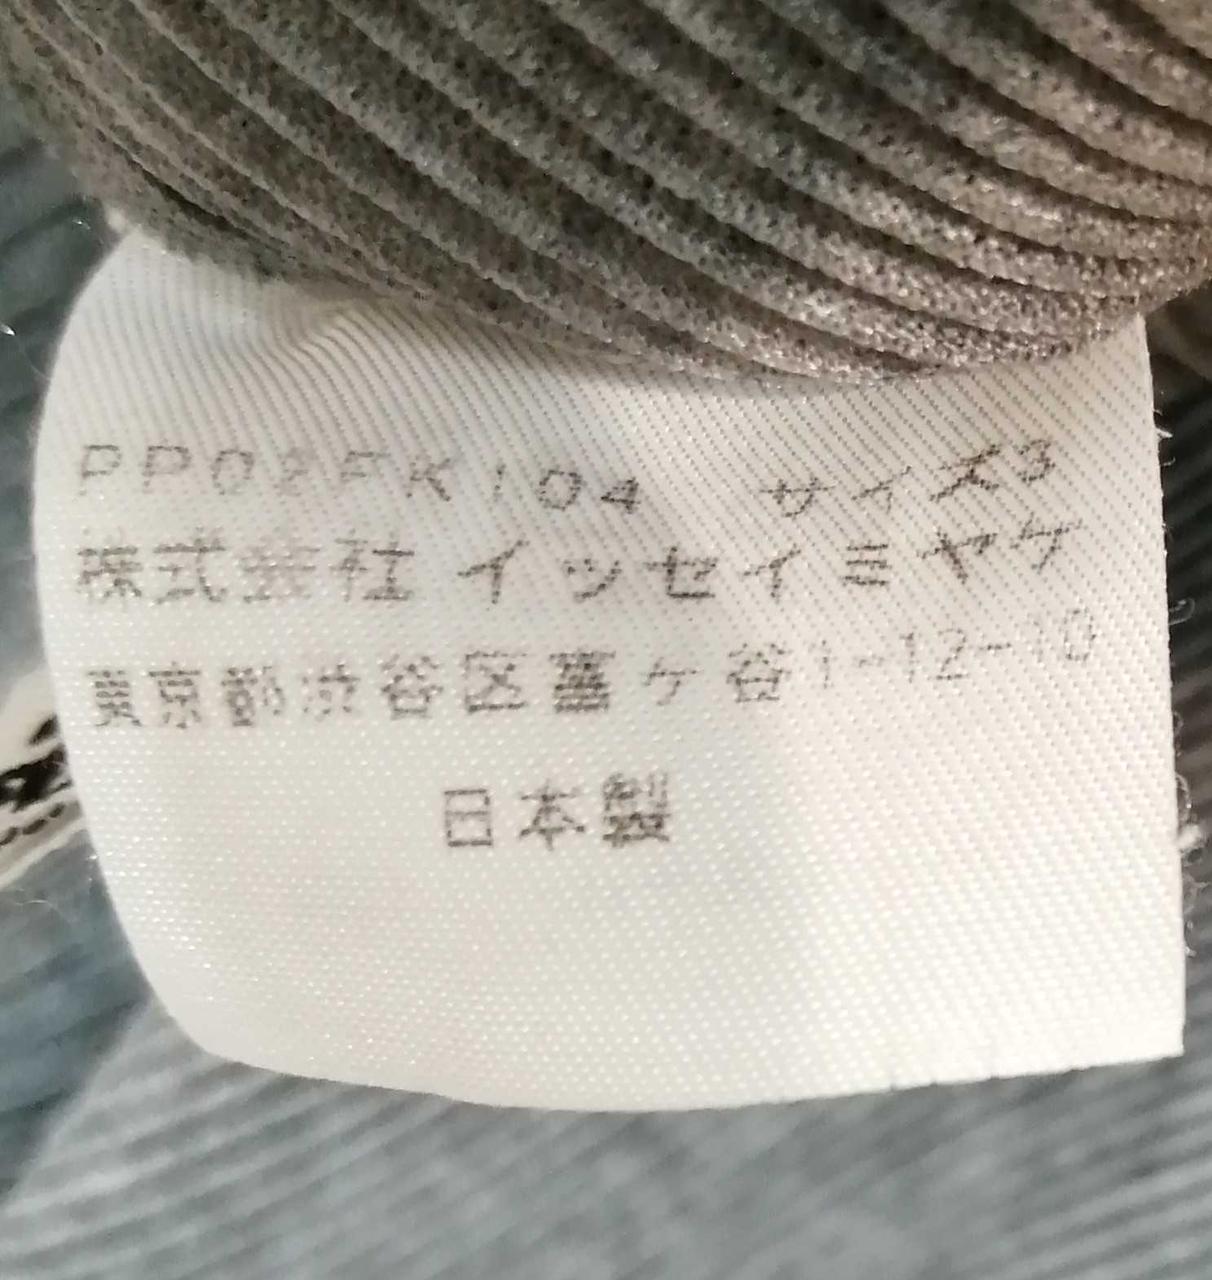 PP02FK104 サイズ3
株式会社 イッセイミヤケ
東京都渋谷区富ヶ谷1-12-10
日本製